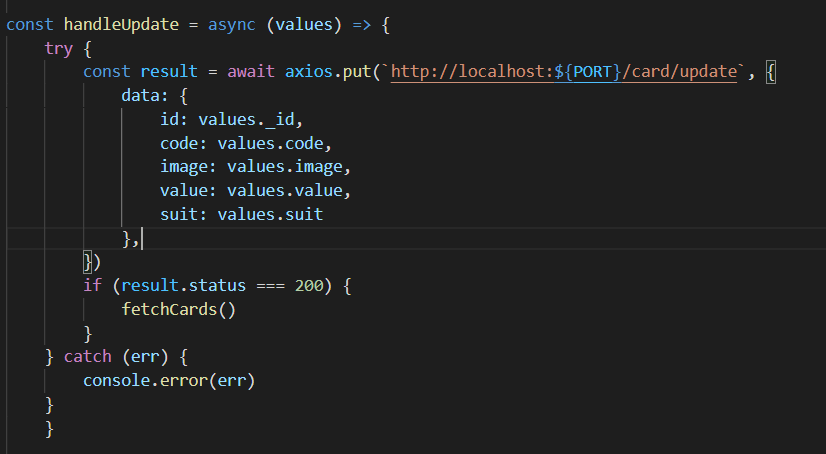 const handleUpdate = async (values) => {
    try {
        const result = await axios.put(`http://localhost:${PORT}/card/update`, {
            data: {
                id: values._id,
                code: values.code,
                image: values.image,
                value: values.value,
                suit: values.suit
            },
        })
        if (result.status === 200) {
            fetchCards()
        }
    } catch (err) {
        console.error(err)
    }
    }